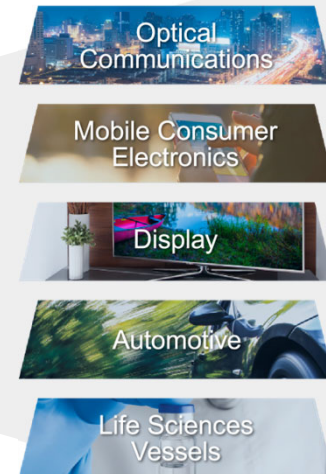 Optical
Communications
Mobile Consumer
Electronics
Display
Automotive
Life Sciences
Vessels